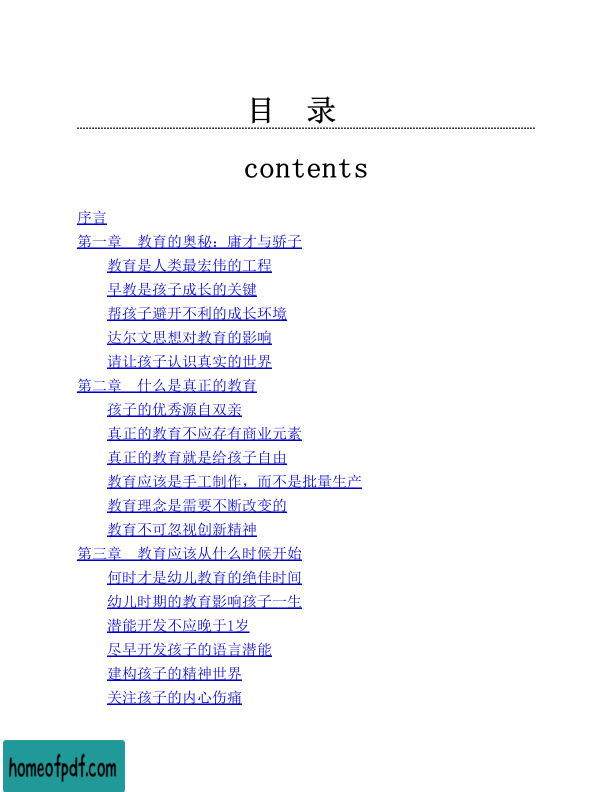 目 录
contents
序言
第一章 教育的奥秘：庸才与骄子
教育是人类最宏伟的工程
早教是孩子成长的关键
帮孩子避开不利的成长环境
达尔文思想对教育的影响
请让孩子认识真实的世界
第二章 什么是真正的教育
孩子的优秀源自双亲
真正的教育不应存有商业元素
真正的教育就是给孩子自由
教育应该是手工制作，而不是批量生产
教育理念是需要不断改变的
教育不可忽视创新精神
第三章 教育应该从什么时候开始
何时才是幼儿教育的绝佳时间
幼儿时期的教育影响孩子一生
潜能开发不应晚于1岁
尽早开发孩子的语言潜能
建构孩子的精神世界
关注孩子的内心伤痛
homeofpdf.com